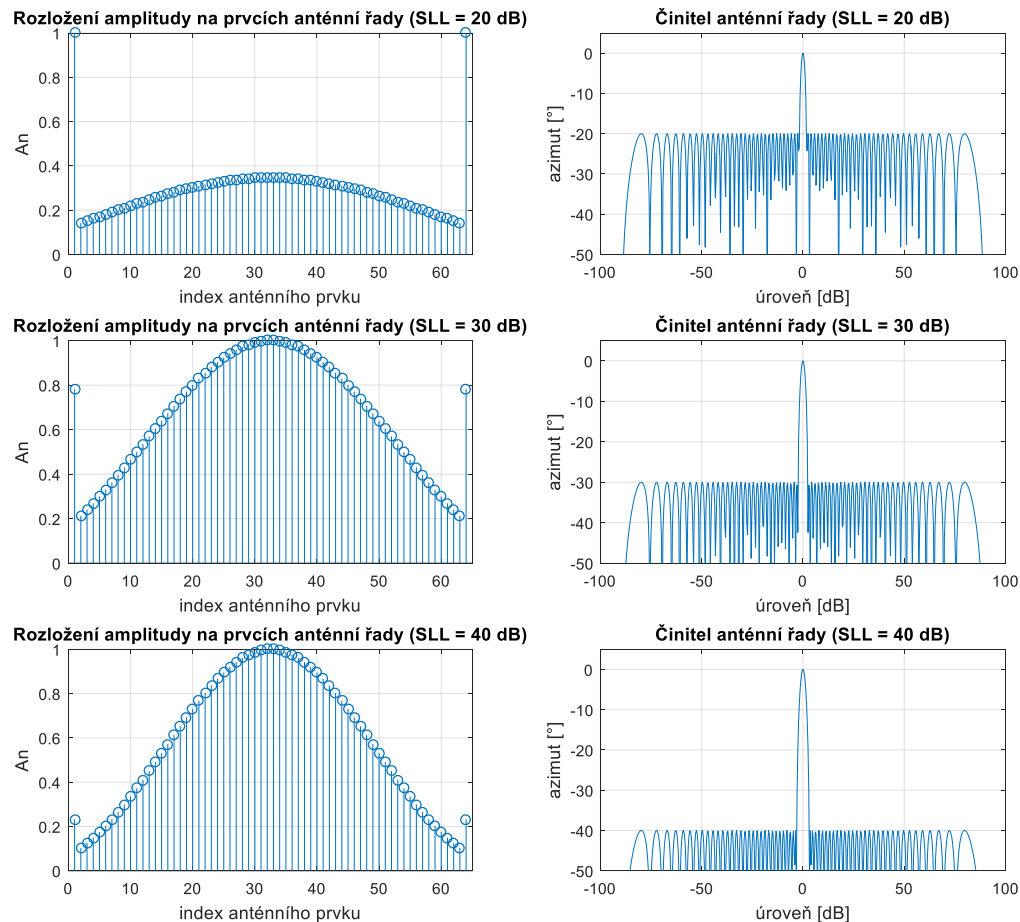 Rozložení amplitudy na prvcích anténní řady (SLL = 20 dB)
1
0.8
0.6
0.4
0.2
0
An
0 10 20 30 40 50 60
index anténního prvku
Činitel anténní řady (SLL = 20 dB)
0
-10
-20
-30
-40
-50
azimut [°]
-100 -50 0 50 100
úroveň [dB]
Rozložení amplitudy na prvcích anténní řady (SLL = 30 dB)
1
0.8
0.6
0.4
0.2
0
An
0 10 20 30 40 50 60
index anténního prvku
Činitel anténní řady (SLL = 30 dB)
0
-10
-20
-30
-40
-50
azimut [°]
-100 -50 0 50 100
úroveň [dB]
Rozložení amplitudy na prvcích anténní řady (SLL = 40 dB)
1
0.8
0.6
0.4
0.2
0
An
0 10 20 30 40 50 60
index anténního prvku
Činitel anténní řady (SLL = 40 dB)
0
-10
-20
-30
-40
-50
azimut [°]
-100 -50 0 50 100
úroveň [dB]